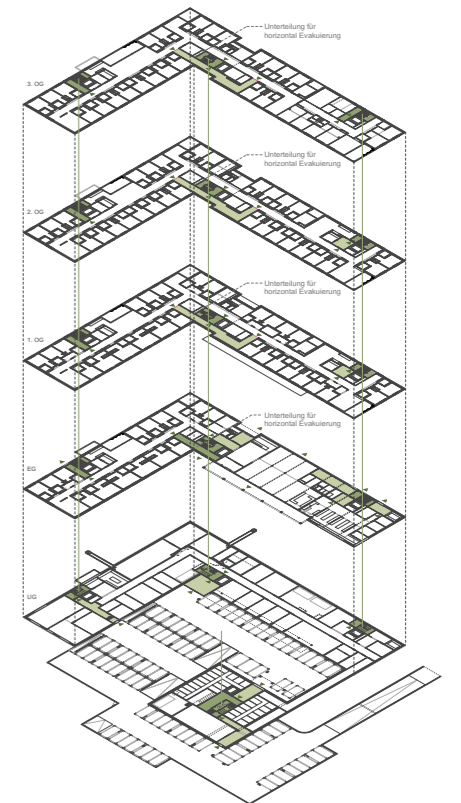 Unterteilung für
horizontal Evakuierung
3. OG
Unterteilung für
horizontal Evakuierung
2. OG
Unterteilung für
horizontal Evakuierung
1. OG
Unterteilung für
horizontal Evakuierung
EG
UG